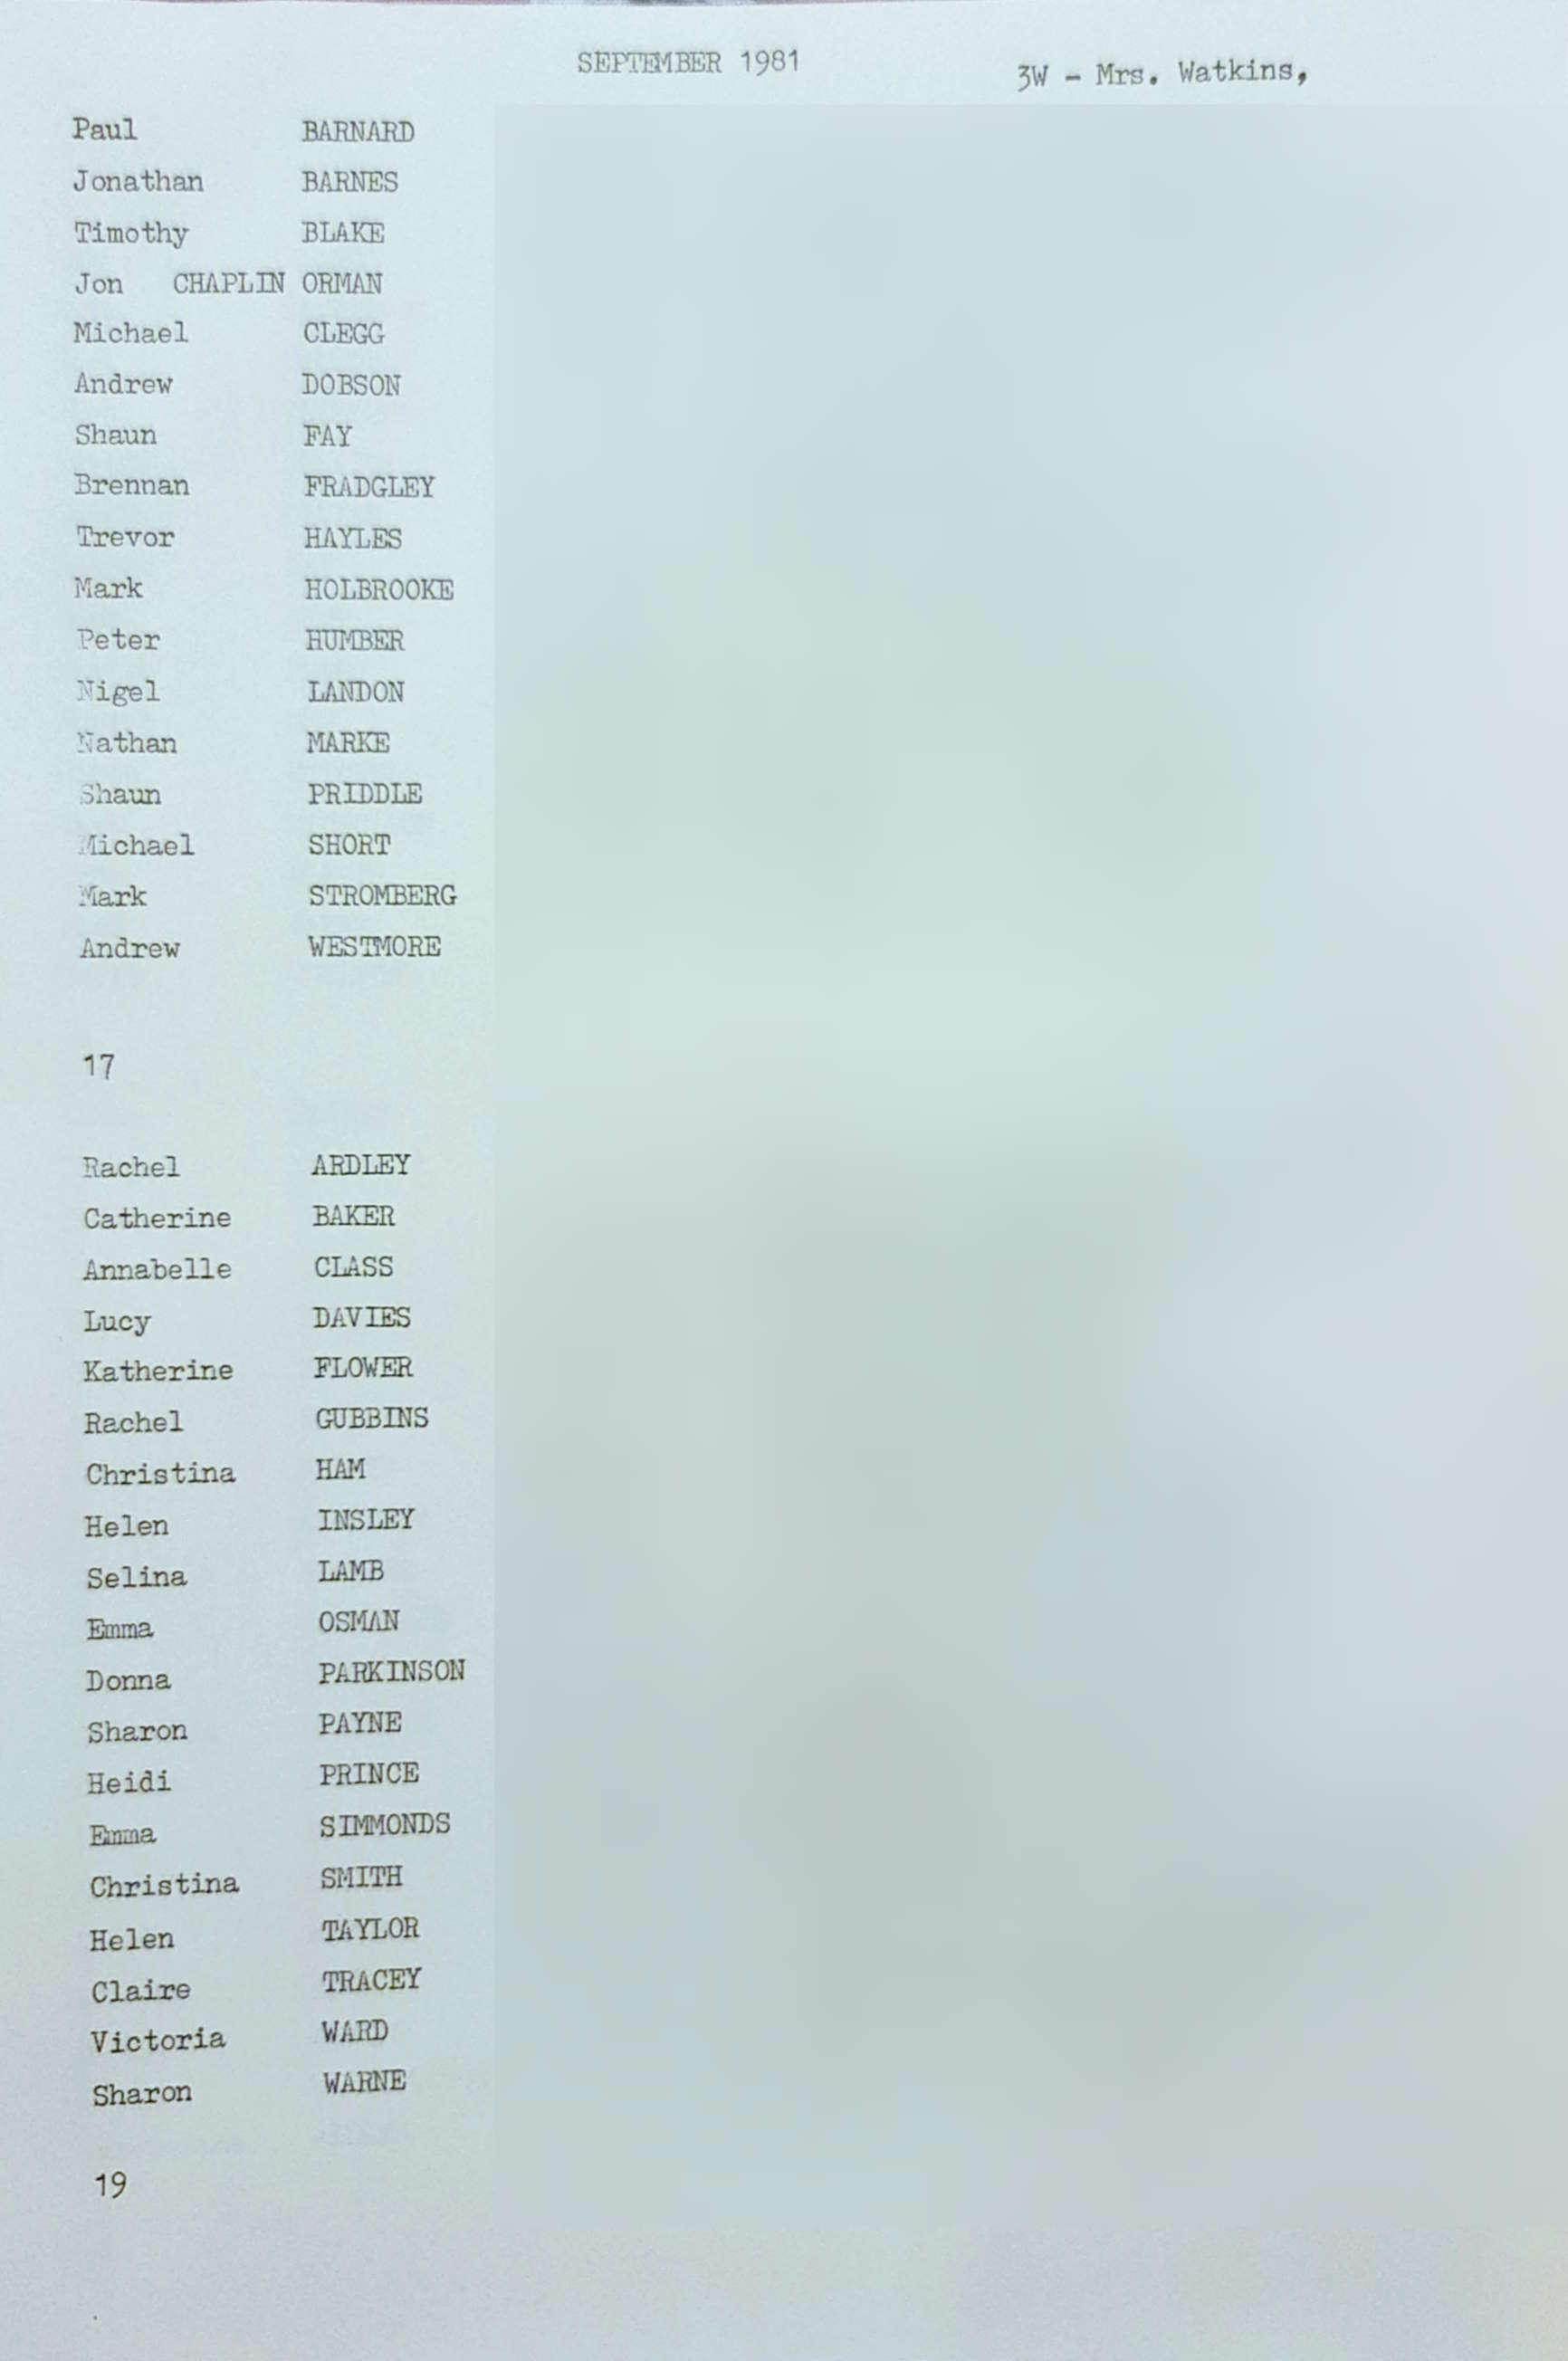 SEPTEMBER 1981 3W - Mrs. Watkins,
Paul BARNARD
Jonathan BARNES
Timothy BLAKE
Jon CHAPLIN ORMAN
Michael CLEGG
Andrew DOBSON
Shaun FAY
Brennan FRADGLEY
Trevor HAYLES
Mark HOLBROOKE
Peter HUMBER
Nigel LANDON
Nathan MARKE
Shaun PRIDDLE
Michael SHORT
Mark STROMBERG
Andrew WESTMORE
17
Rachel ARDLEY
Catherine BAKER
Annabelle CLASS
Lucy DAVIES
Katherine FLOWER
Rachel GUBBINS
Christina HAM
Helen INSLEY
Selina LAMB
Emma OSMAN
Donna PARKINSON
Sharon PAYNE
Heidi PRINCE
Emma SIMMONDS
Christina SMITH
Helen TAYLOR
Claire TRACEY
Victoria WARD
Sharon WARNE
19